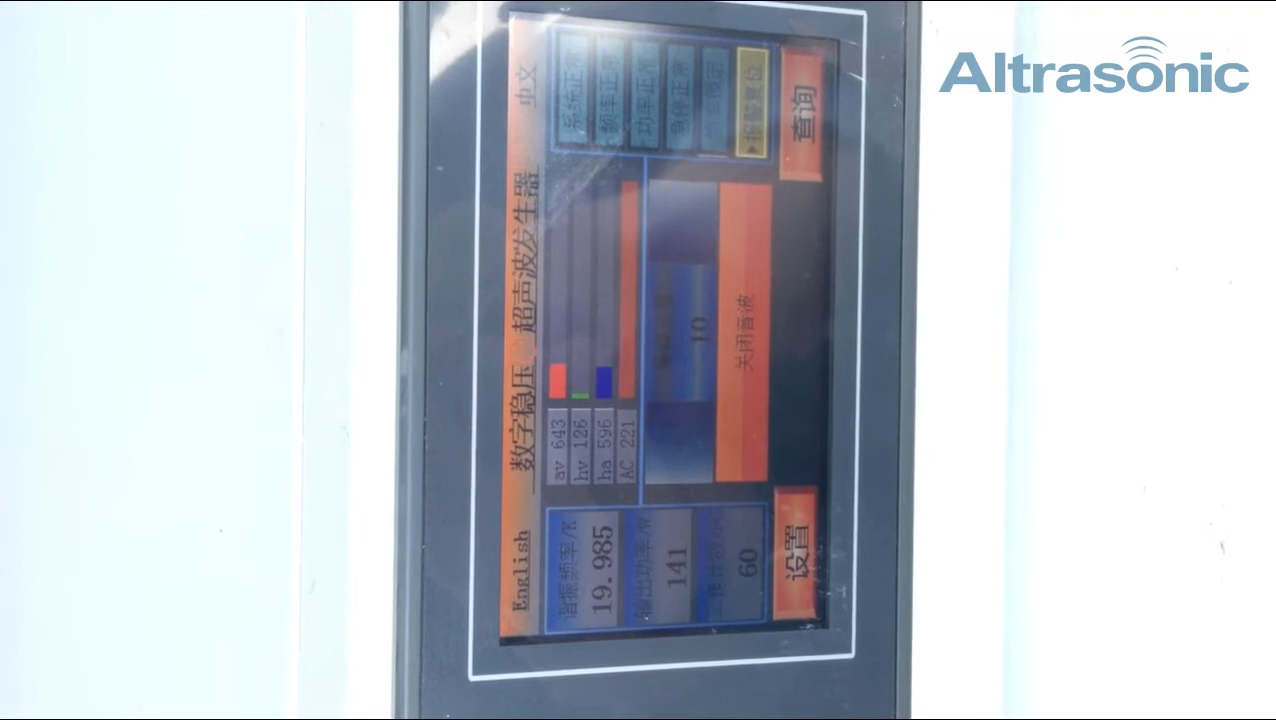 Altrasonic
English
数字稳压 超声波发生器
中文
谐振频率/K
19.985
输出功率/W
141
60
av 643
hv 126
ha 596
AC 221
10
关闭音波
系统正常
频率正常
功率正常
急停正常
报警复位
设置
查询